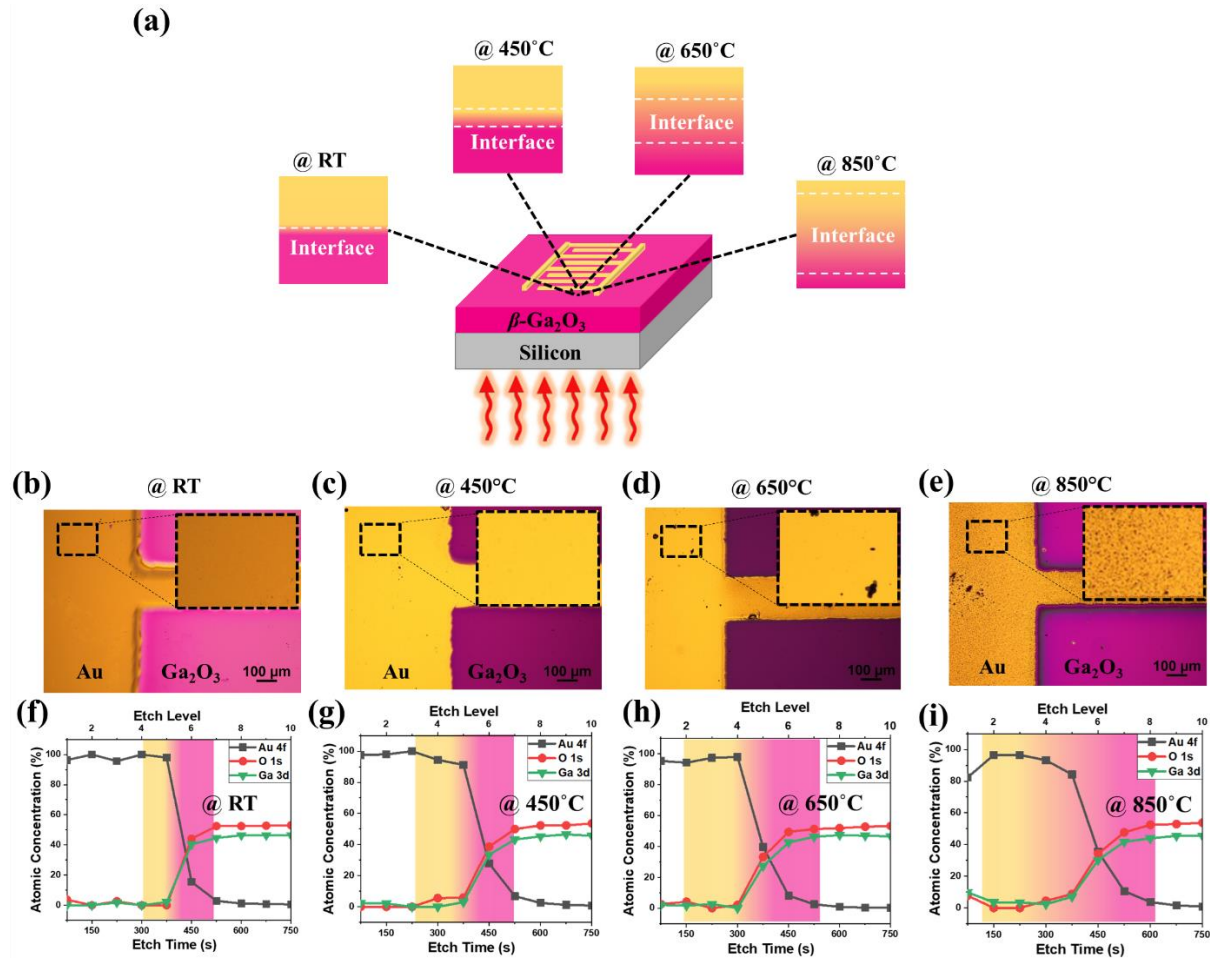 (a)
@ 450˚C
@ 650˚C
@ RT
@ 850˚C
Interface
Interface
Interface
Interface
β-Ga₂O₃
Silicon
(b)
@ RT
(c)
@ 450°C
(d)
@ 650°C
(e)
@ 850°C
Au
Ga₂O₃
100 μm
Au
Ga₂O₃
100 μm
100 μm
Au
Ga₂O₃
100 μm
(f)
Etch Level
2 4 6 8 10
Au 4f
O 1s
Ga 3d
@ RT
Atomic Concentration (%)
100
80
60
40
20
0
150 300 450 600 750
Etch Time (s)
(g)
Etch Level
2 4 6 8 10
Au 4f
O 1s
Ga 3d
@ 450˚C
Atomic Concentration (%)
100
80
60
40
20
0
150 300 450 600 750
Etch Time (s)
(h)
Etch Level
2 4 6 8 10
Au 4f
O 1s
Ga 3d
@ 650˚C
Atomic Concentration (%)
100
80
60
40
20
0
150 300 450 600 750
Etch Time (s)
(i)
Etch Level
2 4 6 8 10
Au 4f
O 1s
Ga 3d
@ 850˚C
Atomic Concentration (%)
100
80
60
40
20
0
150 300 450 600 750
Etch Time (s)